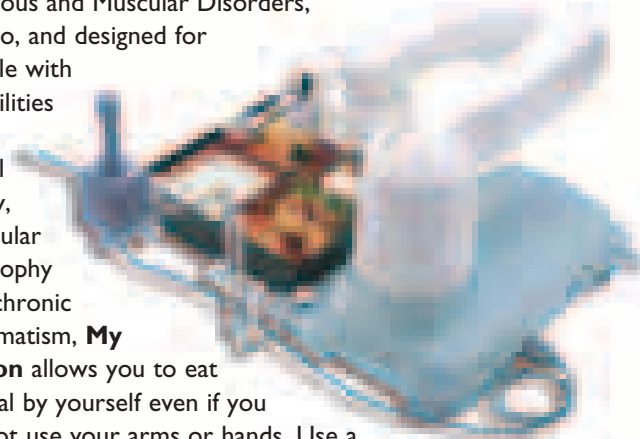 ous and Muscular Disorders,
o, and designed for
le with
ilities
l
y,
ular
ophy
chronic
matism, My
on allows you to eat
al by yourself even if you
ot use your arms or hands. Use a